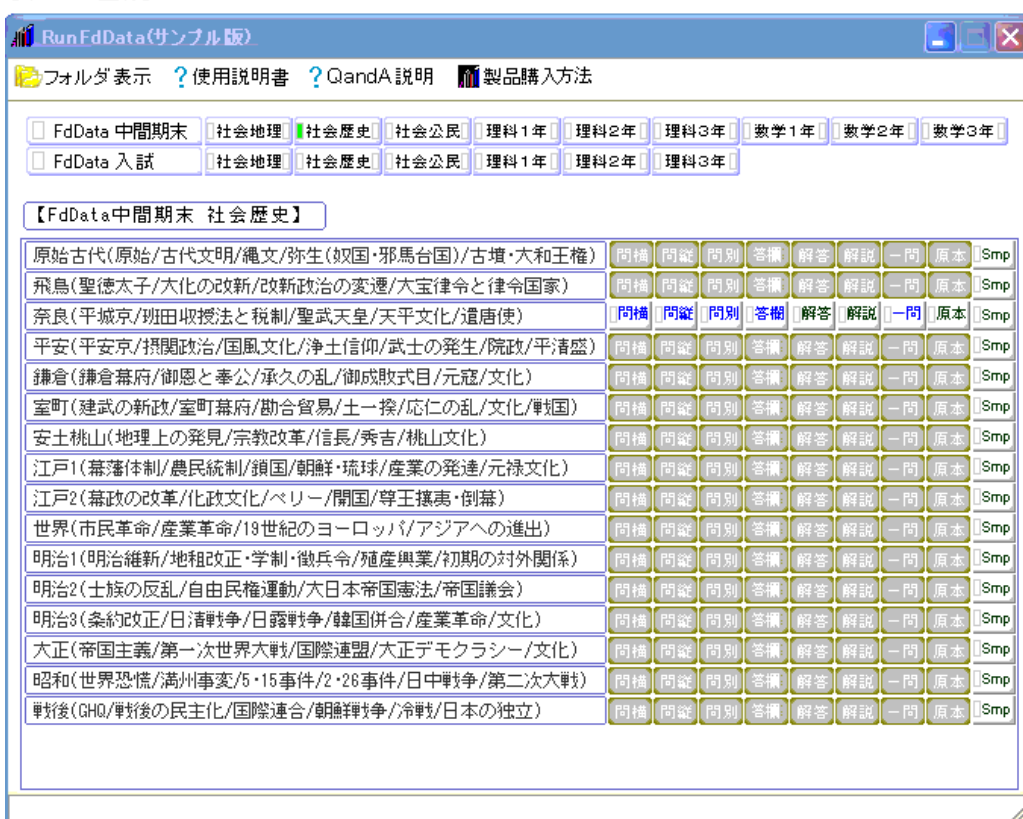 RunFdData(サンプル版)
フォルダ表示 ?使用説明書 ?QandA説明 製品購入方法
FdData 中間期末 社会地理 社会歴史 社会公民 理科1年 理科2年 理科3年 数学1年 数学2年 数学3年
FdData 入試 社会地理 社会歴史 社会公民 理科1年 理科2年 理科3年
【FdData中間期末 社会歴史】
原始古代(原始/古代文明/縄文/弥生(奴国・邪馬台国)/古墳・大和王権) 問横 問縦 問別 答欄 解答 解説 一問 原本 Smp
飛鳥(聖徳太子/大化の改新/改新政治の変遷/大宝律令と律令国家) 問横 問縦 問別 答欄 解答 解説 一問 原本 Smp
奈良(平城京/班田収授法と税制/聖武天皇/天平文化/遣唐使) 問横 問縦 問別 答欄 解答 解説 一問 原本 Smp
平安(平安京/摂関政治/国風文化/浄土信仰/武士の発生/院政/平清盛) 問横 問縦 問別 答欄 解答 解説 一問 原本 Smp
鎌倉(鎌倉幕府/御恩と奉公/承久の乱/御成敗式目/元寇/文化) 問横 問縦 問別 答欄 解答 解説 一問 原本 Smp
室町(建武の新政/室町幕府/勘合貿易/土一揆/応仁の乱/文化/戦国) 問横 問縦 問別 答欄 解答 解説 一問 原本 Smp
安土桃山(地理上の発見/宗教改革/信長/秀吉/桃山文化) 問横 問縦 問別 答欄 解答 解説 一問 原本 Smp
江戸1(幕藩体制/農民統制/鎖国/朝鮮・琉球/産業の発達/元禄文化) 問横 問縦 問別 答欄 解答 解説 一問 原本 Smp
江戸2(幕政の改革/化政文化/ペリー/開国/尊王攘夷・倒幕) 問横 問縦 問別 答欄 解答 解説 一問 原本 Smp
世界(市民革命/産業革命/19世紀のヨーロッパ/アジアへの進出) 問横 問縦 問別 答欄 解答 解説 一問 原本 Smp
明治1(明治維新/地租改正・学制・徴兵令/殖産興業/初期の対外関係) 問横 問縦 問別 答欄 解答 解説 一問 原本 Smp
明治2(士族の反乱/自由民権運動/大日本帝国憲法/帝国議会) 問横 問縦 問別 答欄 解答 解説 一問 原本 Smp
明治3(条約改正/日清戦争/日露戦争/韓国併合/産業革命/文化) 問横 問縦 問別 答欄 解答 解説 一問 原本 Smp
大正(帝国主義/第一次世界大戦/国際連盟/大正デモクラシー/文化) 問横 問縦 問別 答欄 解答 解説 一問 原本 Smp
昭和(世界恐慌/満州事変/5・15事件/2・26事件/日中戦争/第二次大戦) 問横 問縦 問別 答欄 解答 解説 一問 原本 Smp
戦後(GHQ/戦後の民主化/国際連合/朝鮮戦争/冷戦/日本の独立) 問横 問縦 問別 答欄 解答 解説 一問 原本 Smp